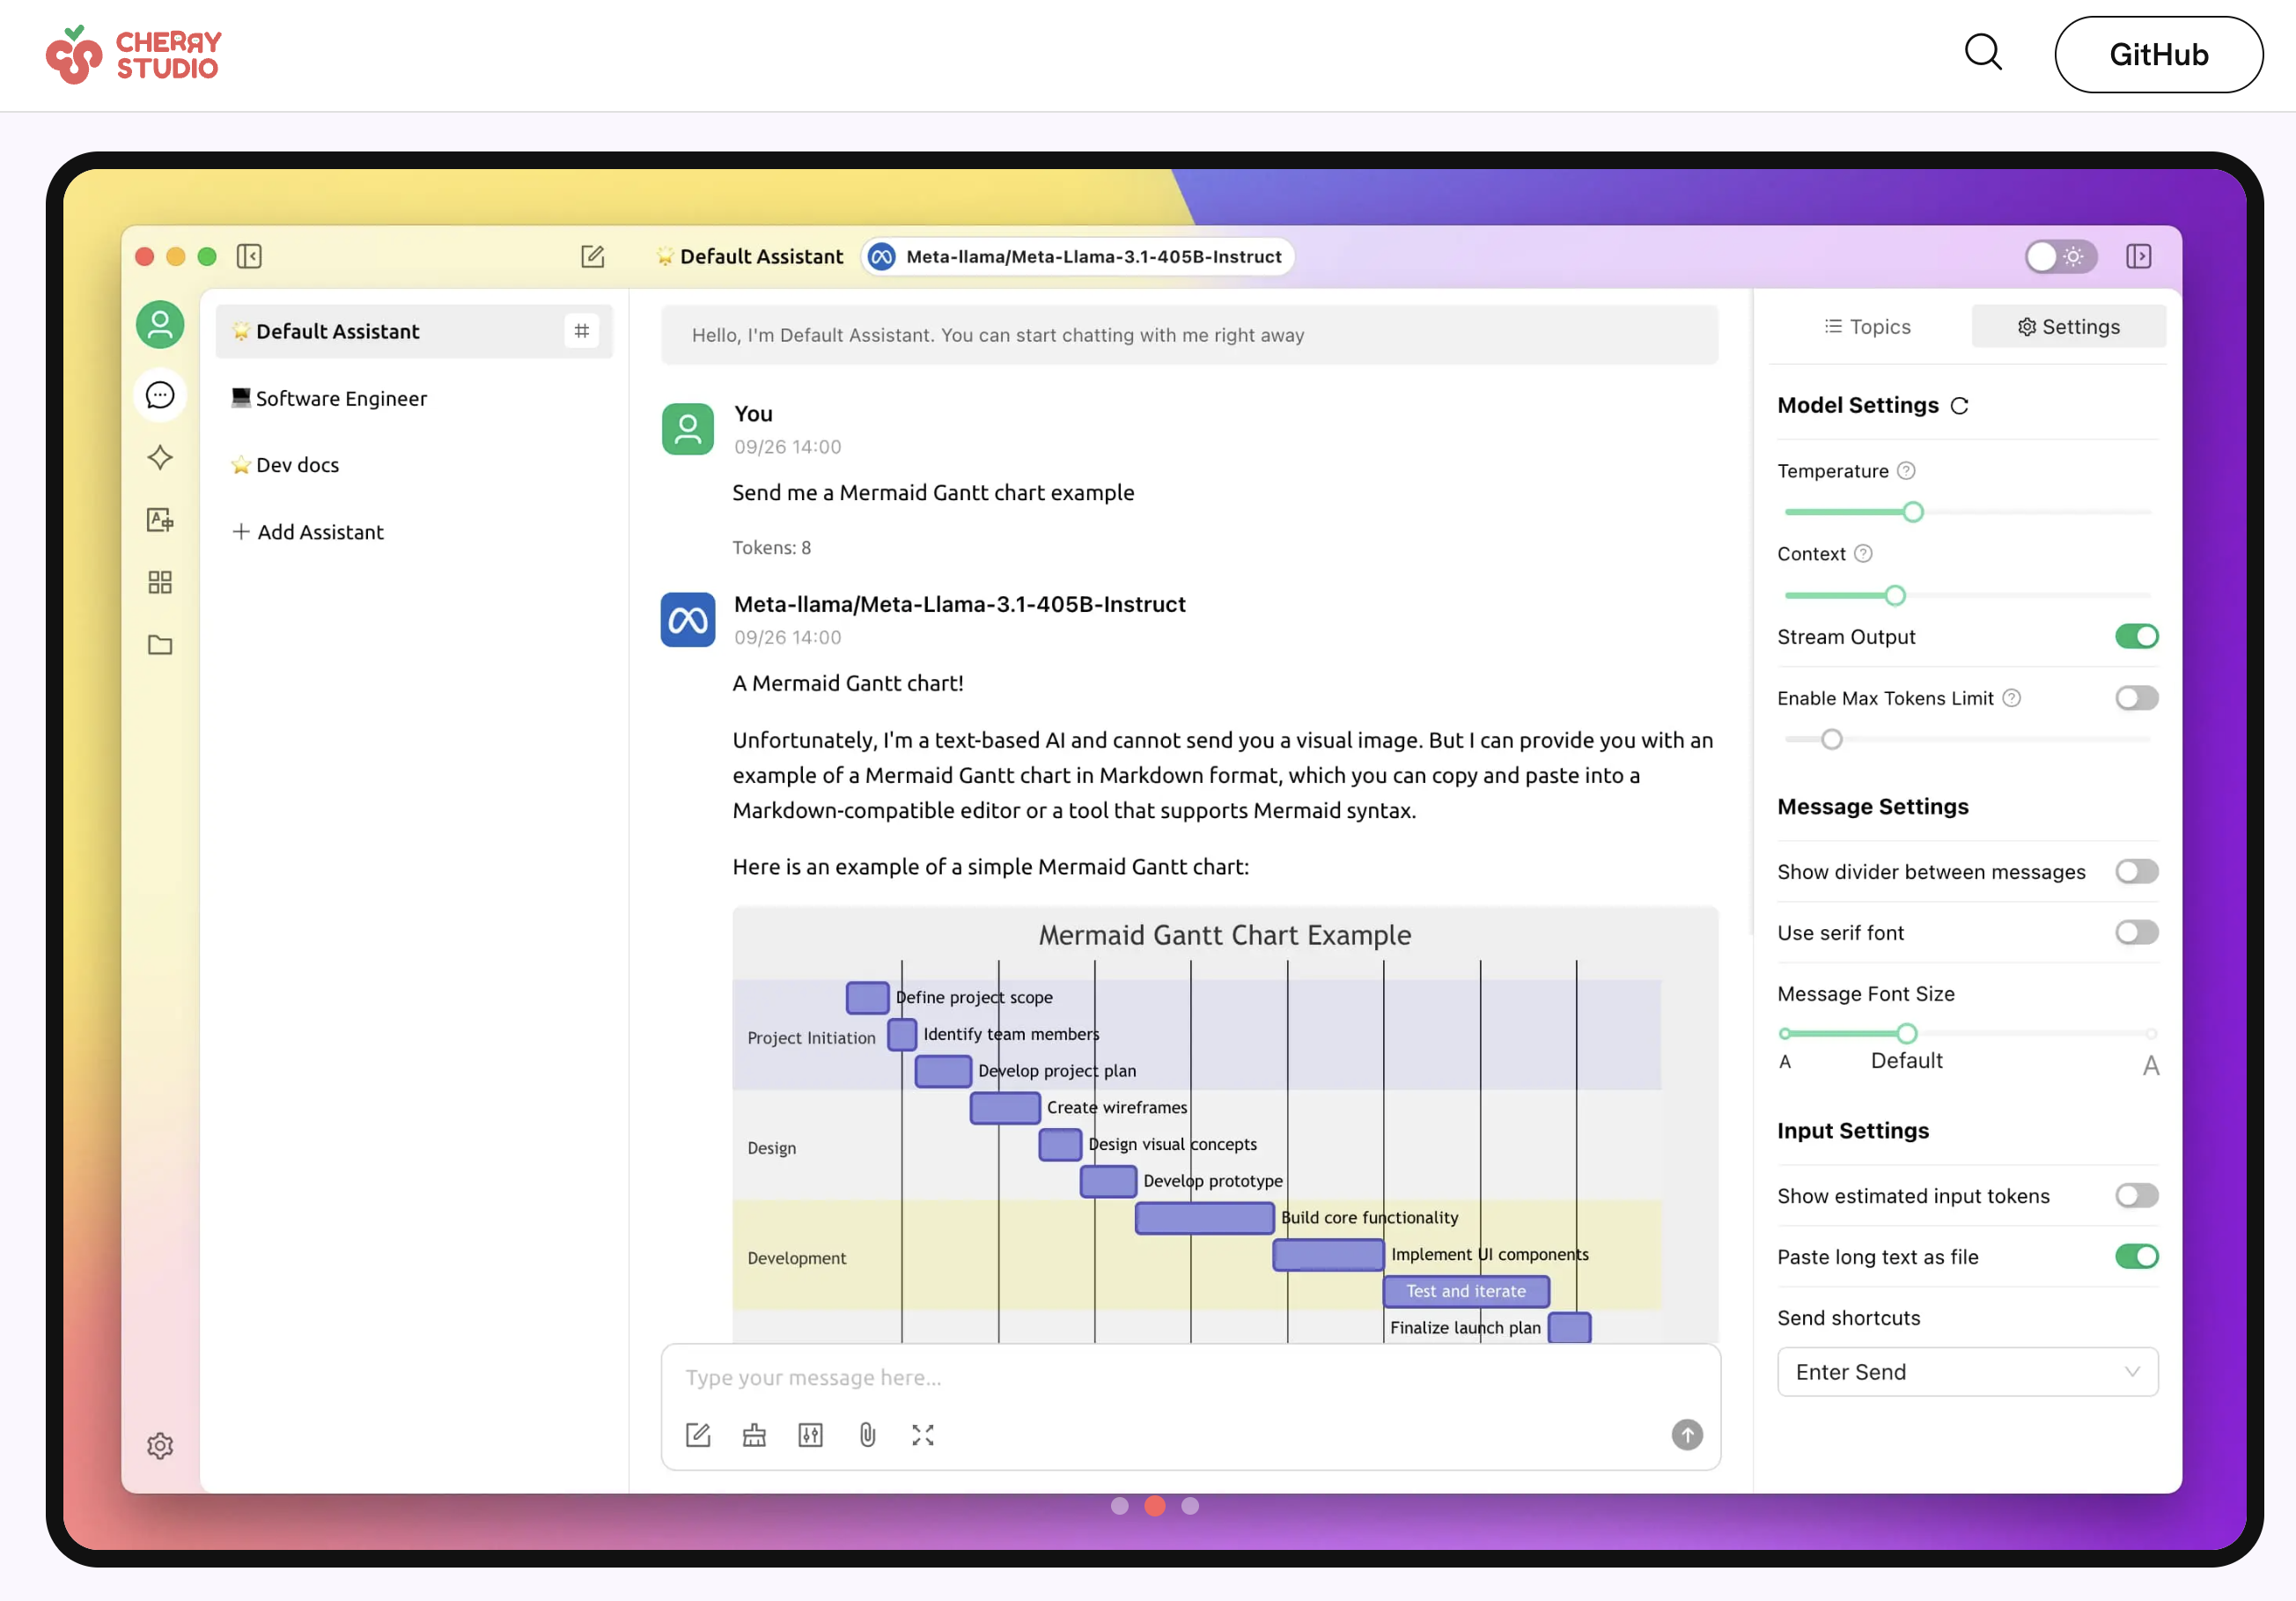 CHERRY
STUDIO
GitHub
Default Assistant
Meta-llama/Meta-Llama-3.1-405B-Instruct
Default Assistant
Software Engineer
Dev docs
+ Add Assistant
Hello, I'm Default Assistant. You can start chatting with me right away
You
09/26 14:00
Send me a Mermaid Gantt chart example
Tokens: 8
Meta-llama/Meta-Llama-3.1-405B-Instruct
09/26 14:00
A Mermaid Gantt chart!
Unfortunately, I'm a text-based AI and cannot send you a visual image. But I can provide you with an
example of a Mermaid Gantt chart in Markdown format, which you can copy and paste into a
Markdown-compatible editor or a tool that supports Mermaid syntax.
Here is an example of a simple Mermaid Gantt chart:
Mermaid Gantt Chart Example
Project Initiation
Define project scope
Identify team members
Develop project plan
Design
Create wireframes
Design visual concepts
Develop prototype
Development
Build core functionality
Implement UI components
Test and iterate
Finalize launch plan
Type your message here...
Topics
Settings
Model Settings
Temperature
Context
Stream Output
Enable Max Tokens Limit
Message Settings
Show divider between messages
Use serif font
Message Font Size
A
Default
A
Input Settings
Show estimated input tokens
Paste long text as file
Send shortcuts
Enter Send